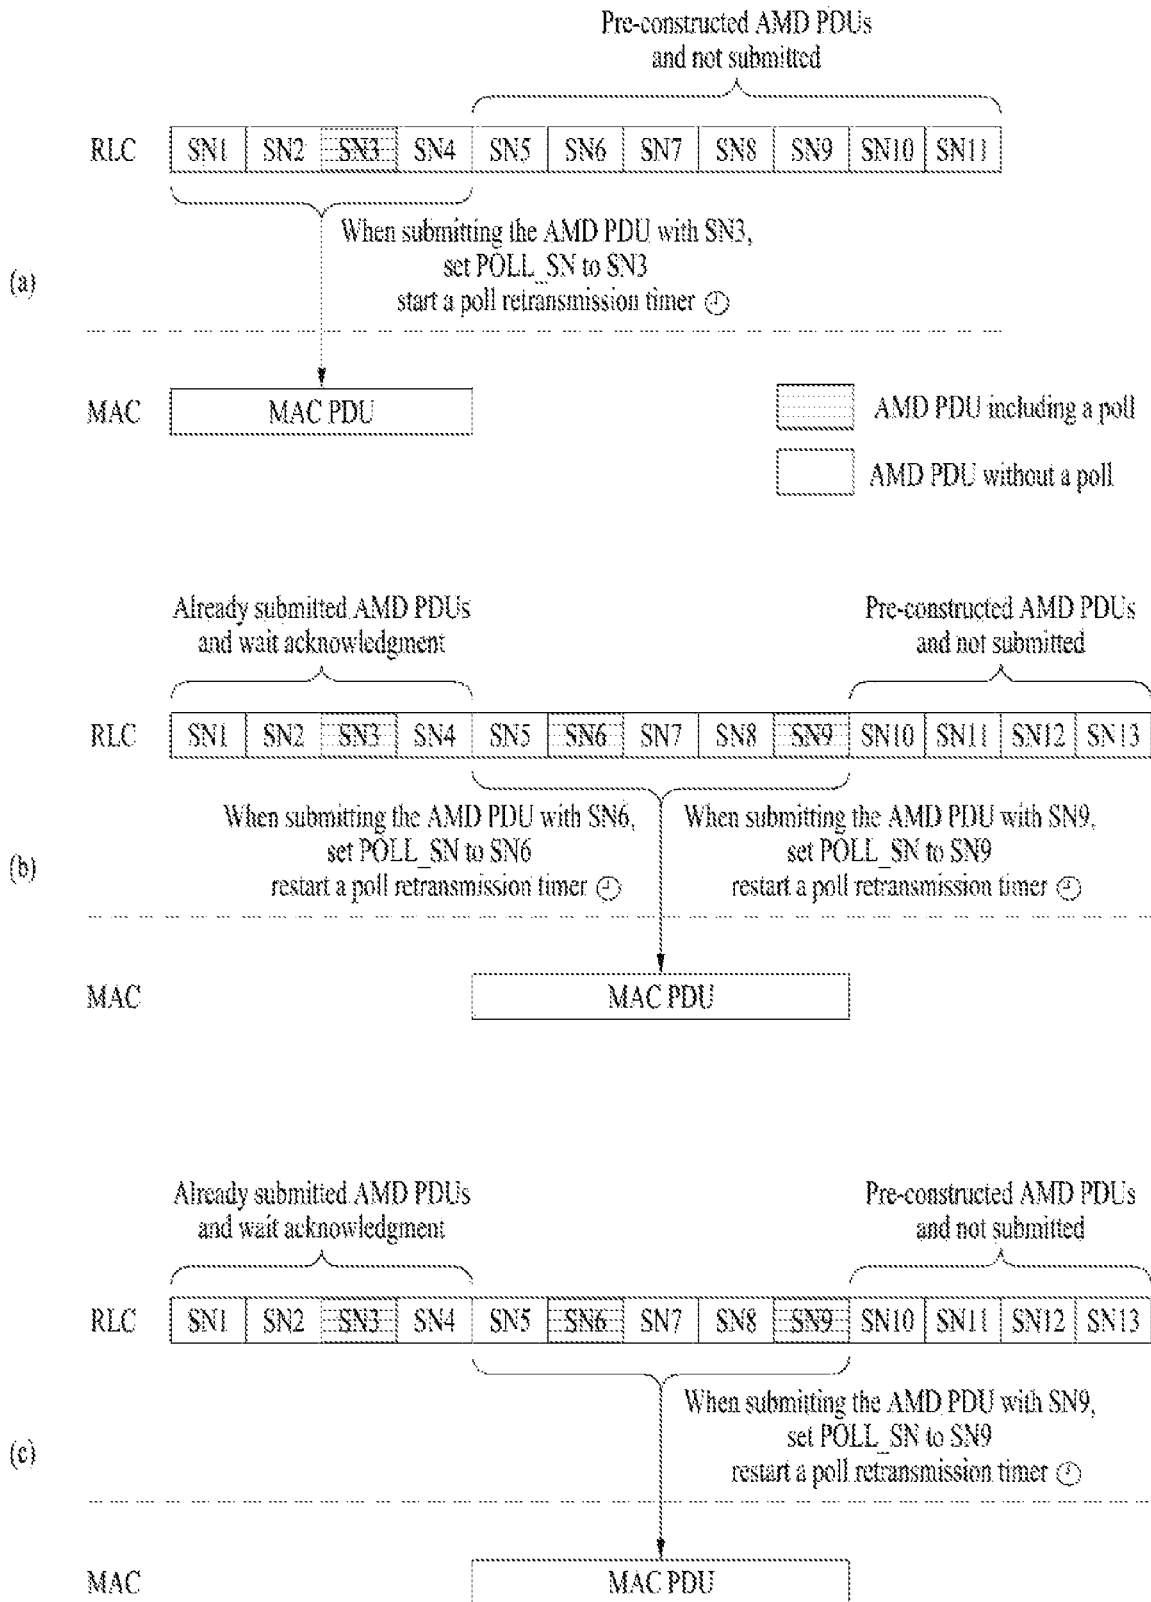 Pre-constructed AMD PDUs
and not submitted
RLC SN1 SN2 SN3 SN4 SN5 SN6 SN7 SN8 SN9 SN10 SN11
When submitting the AMD PDU with SN3,
set POLL_SN to SN3
(a)
start a poll retransmission timer
MAC MAC PDU
AMD PDU including a poll
AMD PDU without a poll
Already submitted AMD PDUs
and wait acknowledgment
Pre-constructed AMD PDUs
and not submitted
RLC SN1 SN2 SN3 SN4 SN5 SN6 SN7 SN8 SN9 SN10 SN11 SN12 SN13
When submitting the AMD PDU with SN6,
set POLL_SN to SN6
restart a poll retransmission timer
When submitting the AMD PDU with SN9,
set POLL_SN to SN9
restart a poll retransmission timer
(b)
MAC MAC PDU
Already submitted AMD PDUs
and wait acknowledgment
Pre-constructed AMD PDUs
and not submitted
RLC SN1 SN2 SN3 SN4 SN5 SN6 SN7 SN8 SN9 SN10 SN11 SN12 SN13
When submitting the AMD PDU with SN9,
set POLL_SN to SN9
(c)
restart a poll retransmission timer
MAC MAC PDU